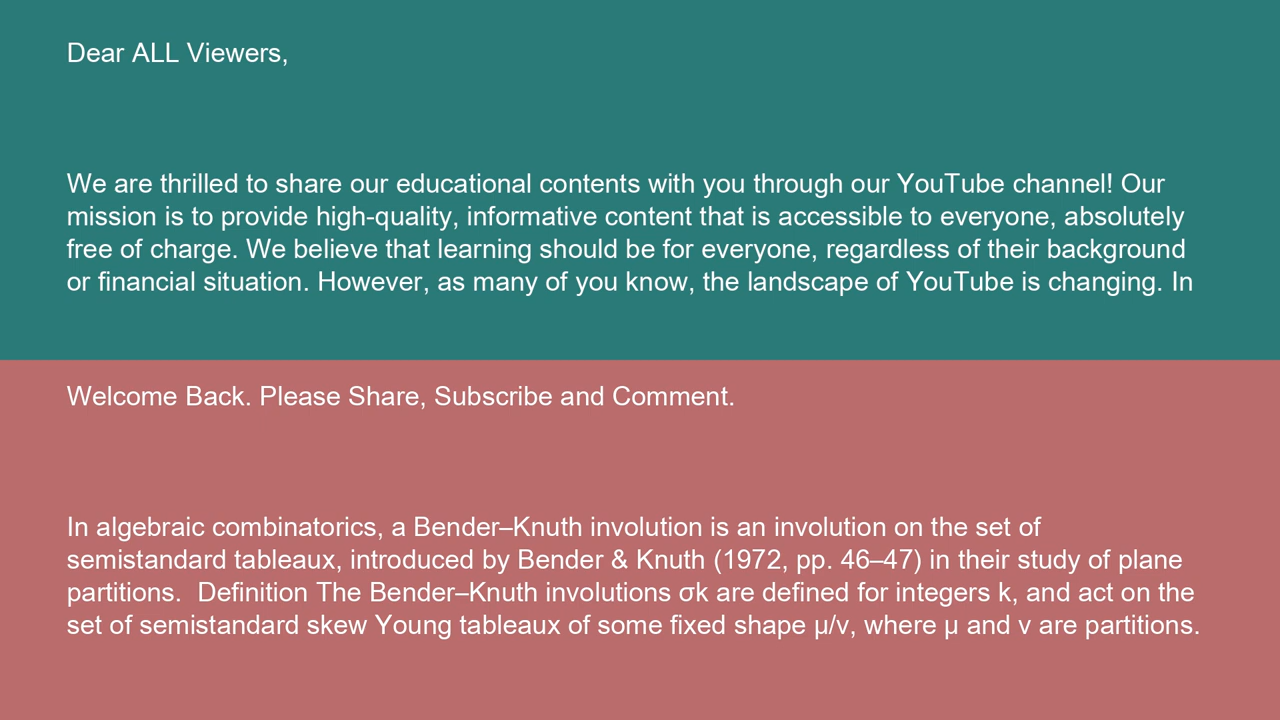 Dear ALL Viewers,
We are thrilled to share our educational contents with you through our YouTube channel! Our
mission is to provide high-quality, informative content that is accessible to everyone, absolutely
free of charge. We believe that learning should be for everyone, regardless of their background
or financial situation. However, as many of you know, the landscape of YouTube is changing. In
Welcome Back. Please Share, Subscribe and Comment.
In algebraic combinatorics, a Bender–Knuth involution is an involution on the set of
semistandard tableaux, introduced by Bender & Knuth (1972, pp. 46–47) in their study of plane
partitions.  Definition The Bender–Knuth involutions σk are defined for integers k, and act on the
set of semistandard skew Young tableaux of some fixed shape μ/ν, where μ and ν are partitions.